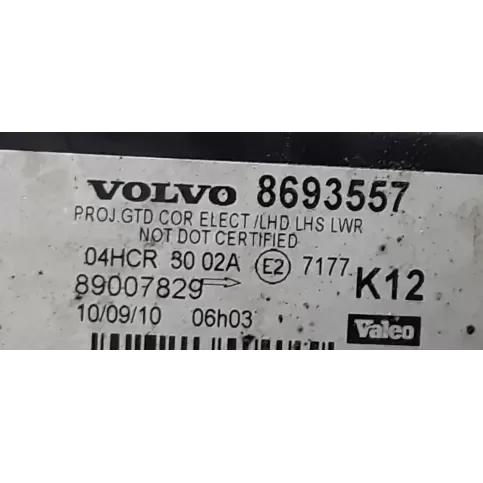 VOLVO 8693557
PROJ.GTD COR ELECT /LHD LHS LWR
NOT DOT CERTIFIED
04HCR 30 02A E2 7177
89007829 K12
10/09/10 06h03 Valeo